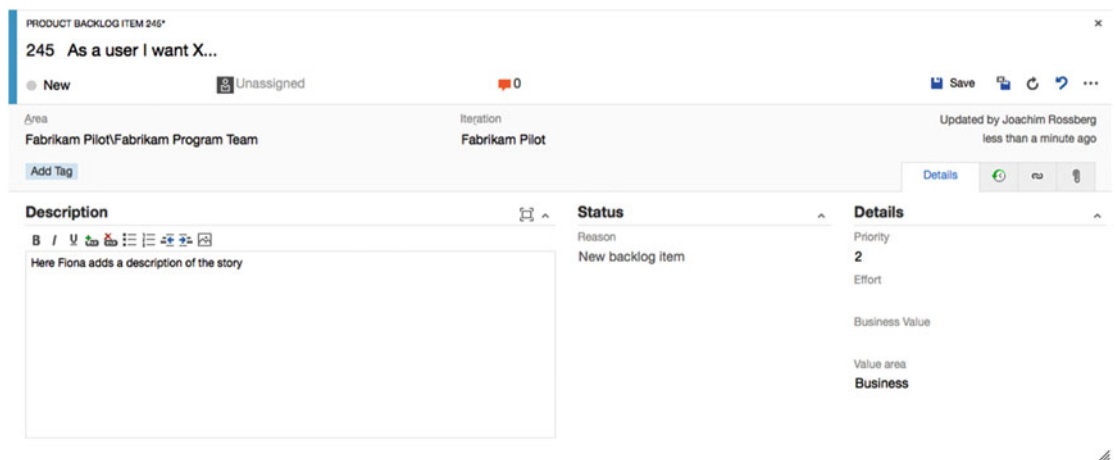 PRODUCT BACKLOG ITEM 245*
245 As a user I want X...
New
Unassigned
0
Save
Area
Iteration
Updated by Joachim Rossberg
Fabrikam Pilot\Fabrikam Program Team
Fabrikam Pilot
less than a minute ago
Add Tag
Details
Description
Status
Details
B I U
Reason
Priority
Here Fiona adds a description of the story
New backlog item
2
Effort
Business Value
Value area
Business